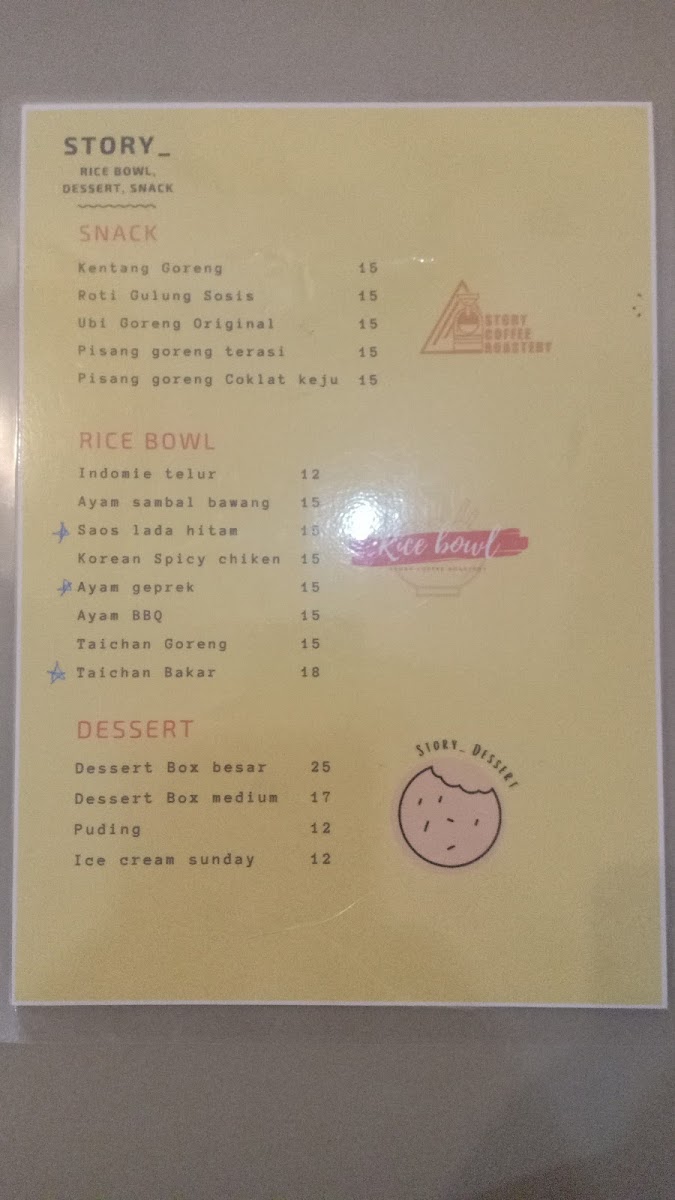 STORY_
RICE BOWL,
DESSERT, SNACK
SNACK
Kentang Goreng 15
Roti Gulung Sosis 15
Ubi Goreng Original 15
Pisang goreng terasi 15
Pisang goreng Coklat keju 15
STORY
COFFEE
ROASTERY
RICE BOWL
Indomie telur 12
Ayam sambal bawang 15
Saos lada hitam
Korean Spicy chiken 15
Ayam geprek 15
Ayam BBQ 15
Taichan Goreng 15
Taichan Bakar 18
Rice bowl
STORY COFFEE ROASTERY
DESSERT
Dessert Box besar 25
Dessert Box medium 17
Puding 12
Ice cream sunday 12
STORY_ DESSERT